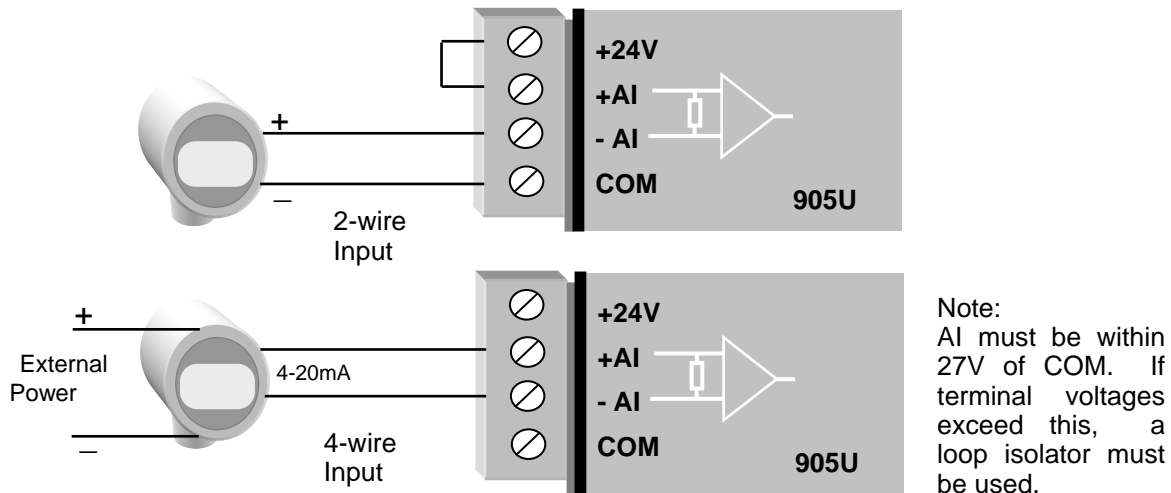 +24V
+AI
- AI
COM
905U
+
–
2-wire
Input
+24V
+AI
- AI
COM
905U
+
External
Power
–
4-20mA
4-wire
Input
Note:
AI must be within
27V of COM. If
terminal voltages
exceed this, a
loop isolator must
be used.